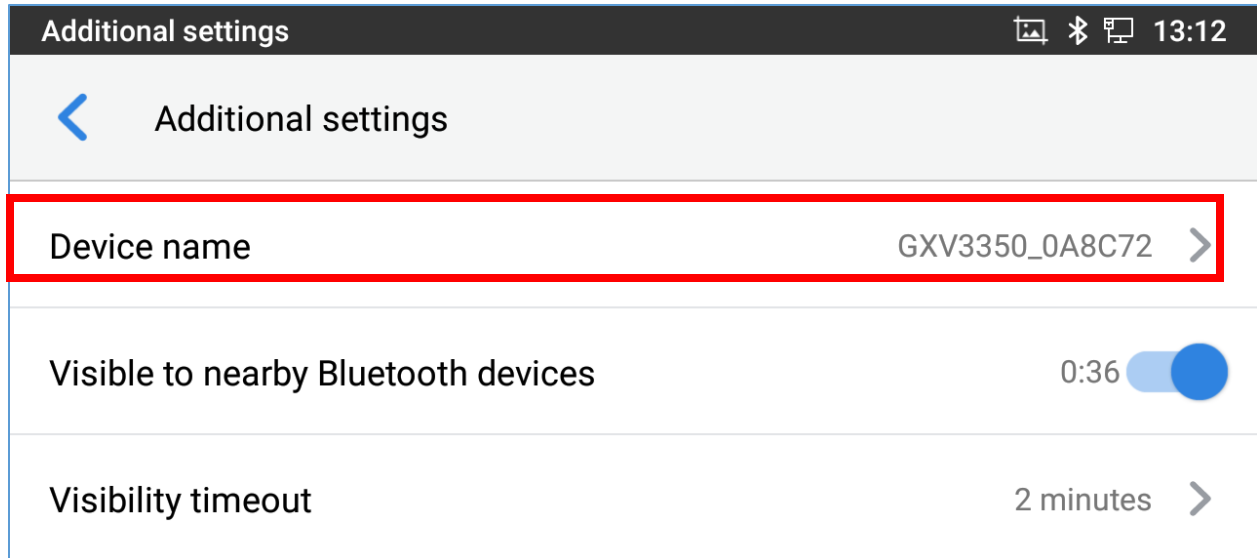 Additional settings 13:12
Additional settings
Device name GXV3350_0A8C72
Visible to nearby Bluetooth devices 0:36
Visibility timeout 2 minutes